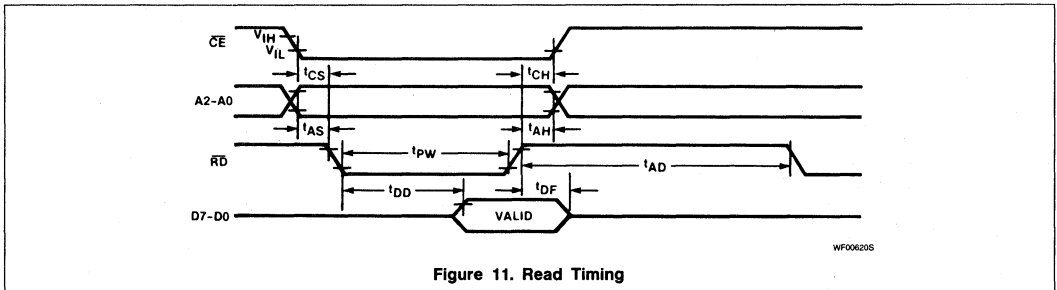 CE
VIH
VIL
tCS
tCH
A2-A0
tAS
tAH
RD
tPW
tAD
tDD
tDF
D7-D0
VALID
WF00620S
Figure 11. Read Timing